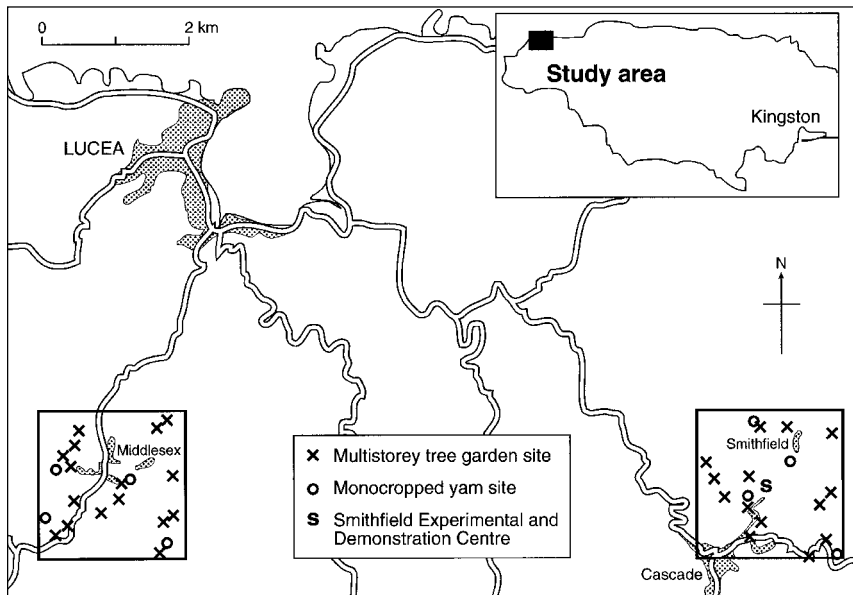 0 2 km
Study area
Kingston
LUCEA
N
Middlesex
Smithfield
x Multistorey tree garden site
o Monocropped yam site
S Smithfield Experimental and
Demonstration Centre
S
Cascade